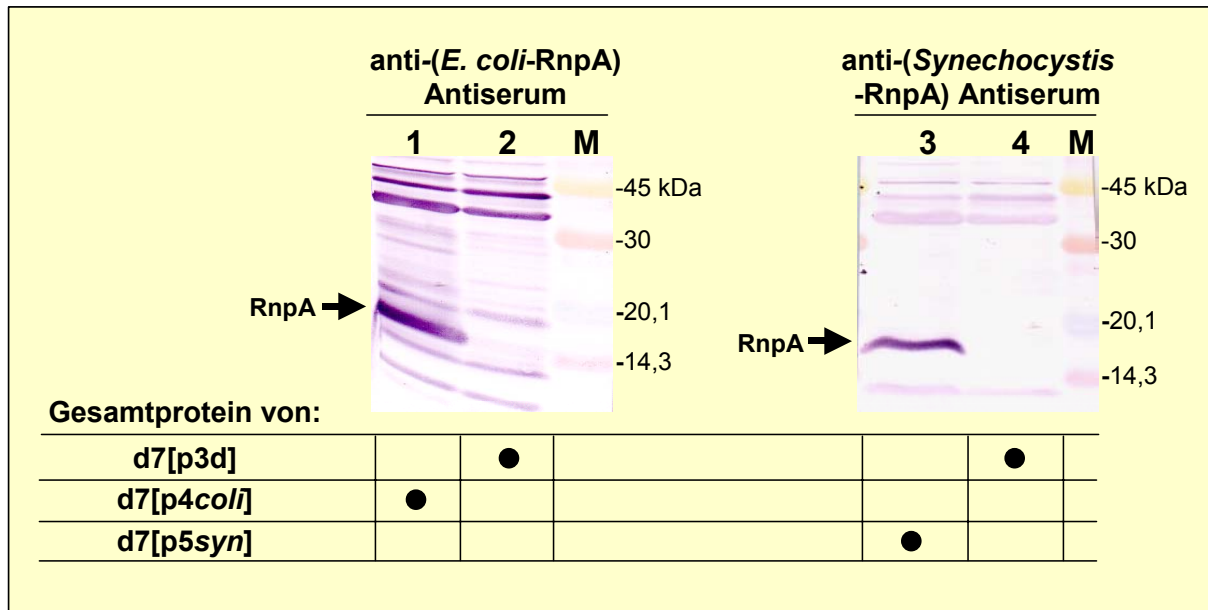 anti-(E. coli-RnpA)
Antiserum
anti-(Synechocystis
-RnpA) Antiserum
1 2 M
3 4 M
-45 kDa
-30
RnpA
-20,1
-14,3
-45 kDa
-30
-20,1
RnpA
-14,3
Gesamtprotein von:
d7[p3d]
d7[p4coli]
d7[p5syn]